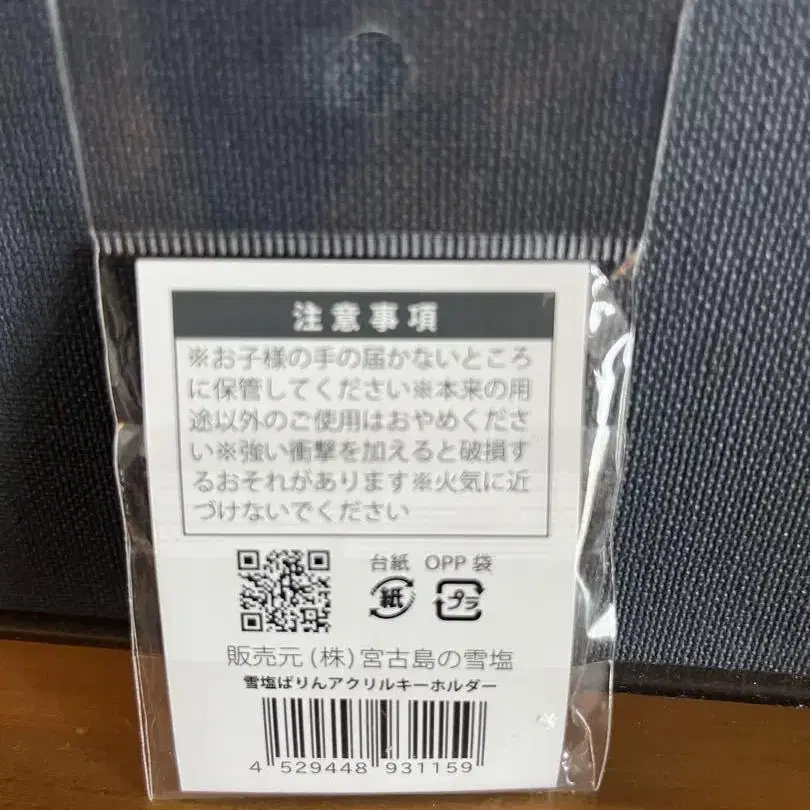 注意事項
※お子様の手の届かないところ
に保管してください※本来の用
途以外のご使用はおやめくださ
い※強い衝撃を加えると破損す
るおそれがあります※火気に近
づけないでください
台紙 OPP 袋
紙 プラ
販売元(株)宮古島の雪塩
雪塩ぱりんアクリルキーホルダー
4 529448 931159